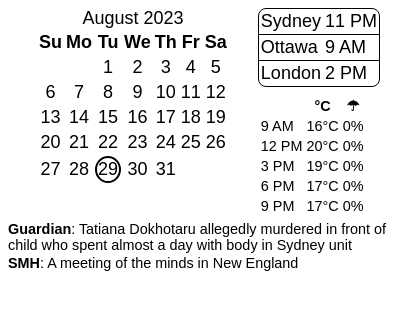 August 2023
Su Mo Tu We Th Fr Sa
1 2 3 4 5
6 7 8 9 10 11 12
13 14 15 16 17 18 19
20 21 22 23 24 25 26
27 28 29 30 31
Sydney 11 PM
Ottawa 9 AM
London 2 PM
°C ☂
9 AM 16°C 0%
12 PM 20°C 0%
3 PM 19°C 0%
6 PM 17°C 0%
9 PM 17°C 0%
Guardian: Tatiana Dokhotaru allegedly murdered in front of
child who spent almost a day with body in Sydney unit
SMH: A meeting of the minds in New England